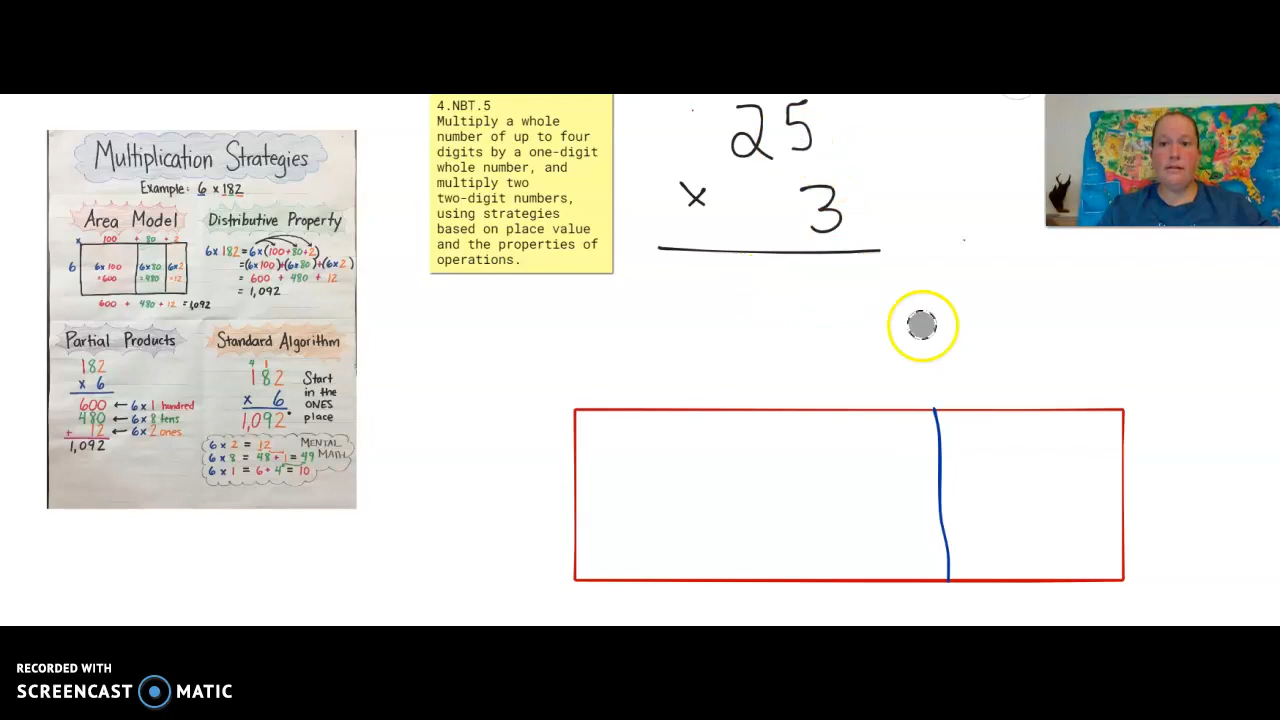 Multiplication Strategies
Example: 6 x 182
Area Model
x 100 + 80 + 2
6 6x100 6x80 6x2
=600 =480 =12
600 + 480 + 12 = 1,092
Distributive Property
6x182 = 6x(100+80+2)
=(6x100)+(6x80)+(6x2)
= 600 + 480 + 12
= 1,092
Partial Products
182
x 6
600 ← 6x1 hundred
480 ← 6x8 tens
+ 12 ← 6x2 ones
1,092
Standard Algorithm
4 1
182
x 6
1,092
Start
in the
ONES
place
6 x 2 = 12
6 x 8 = 48 + 1 = 49
6 x 1 = 6 + 4 = 10
MENTAL
MATH
4.NBT.5
Multiply a whole
number of up to four
digits by a one-digit
whole number, and
multiply two
two-digit numbers,
using strategies
based on place value
and the properties of
operations.
25
x 3
RECORDED WITH
SCREENCAST MATIC